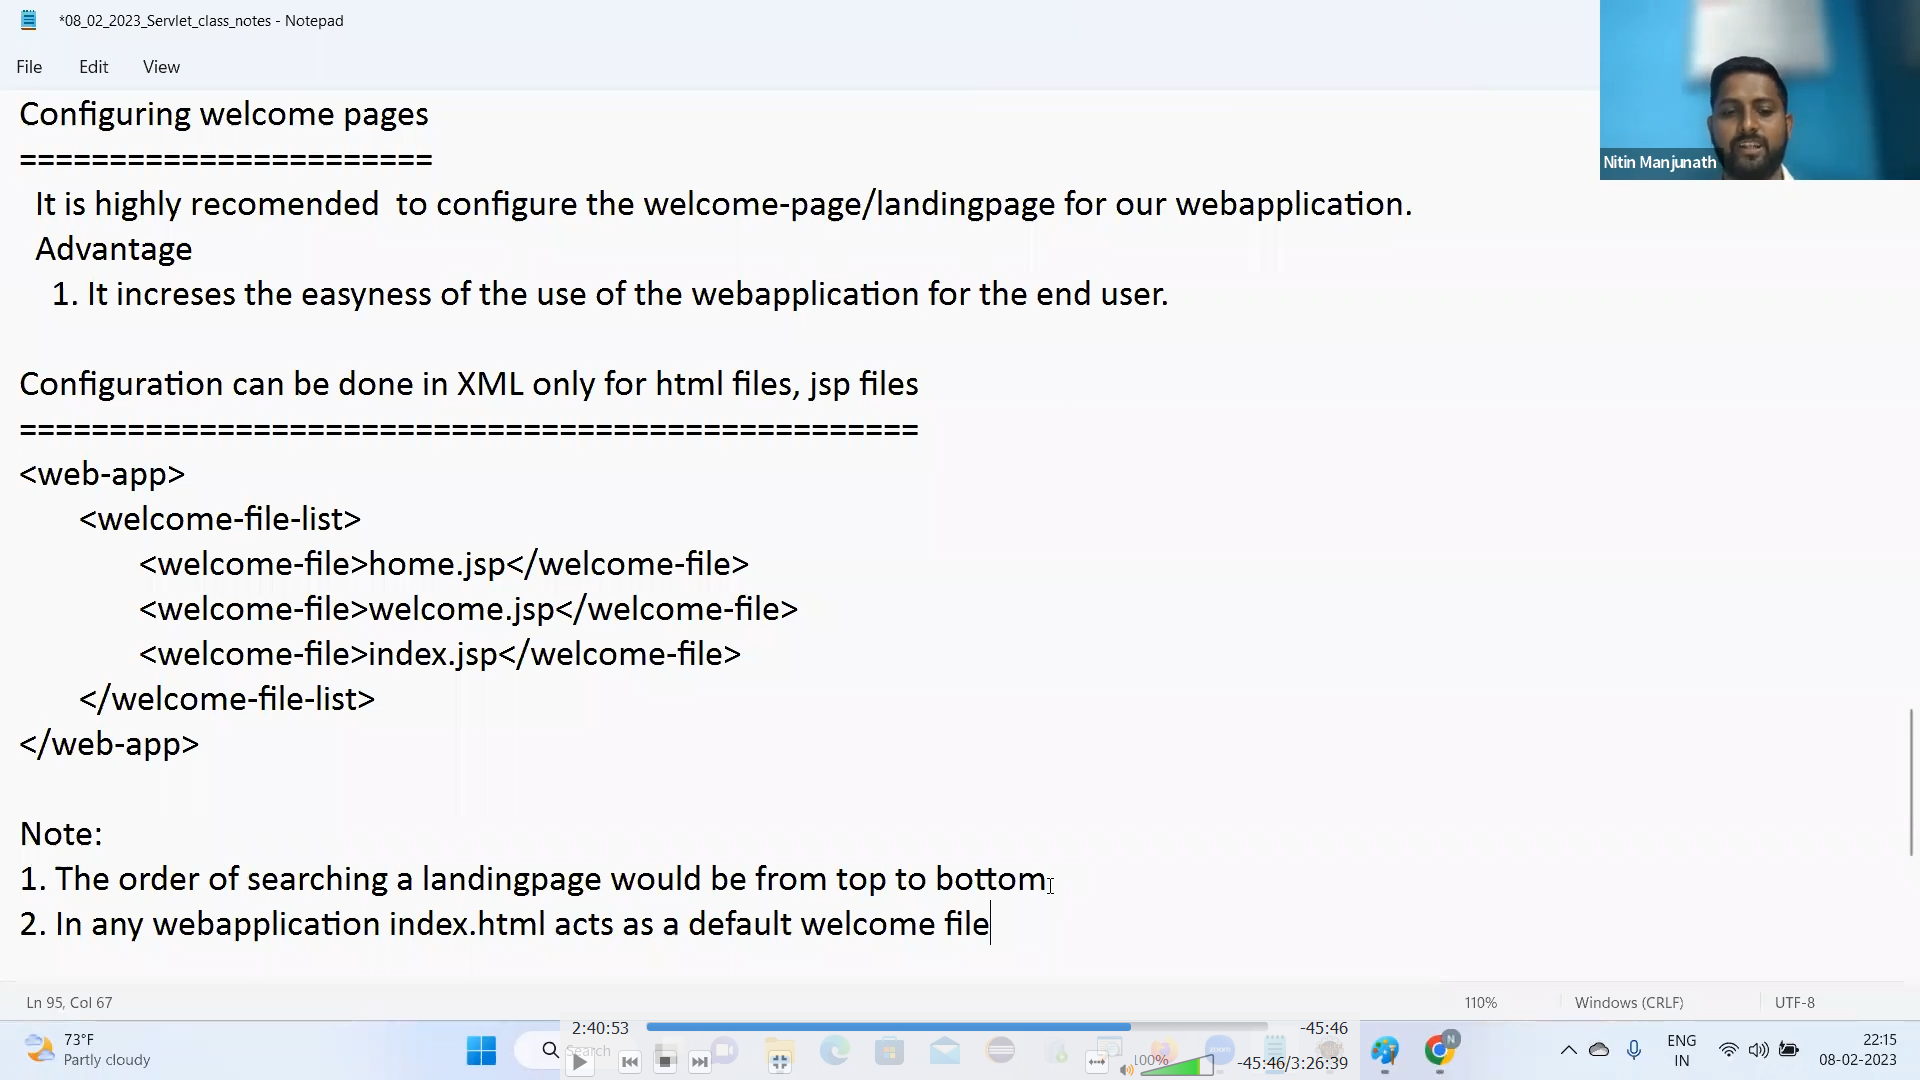 *08_02_2023_Servlet_class_notes - Notepad
File Edit View
Nitin Manjunath
Configuring welcome pages
=======================
It is highly recomended  to configure the welcome-page/landingpage for our webapplication.
Advantage
1. It increses the easyness of the use of the webapplication for the end user.
Configuration can be done in XML only for html files, jsp files
==================================================
<web-app>
<welcome-file-list>
<welcome-file>home.jsp</welcome-file>
<welcome-file>welcome.jsp</welcome-file>
<welcome-file>index.jsp</welcome-file>
</welcome-file-list>
</web-app>
Note:
1. The order of searching a landingpage would be from top to bottom.
2. In any webapplication index.html acts as a default welcome file
Ln 95, Col 67 110% Windows (CRLF) UTF-8
2:40:53 -45:46
73°F
Partly cloudy
Search
100%
-45:46/3:26:39
zoom
N
ENG
IN
22:15
08-02-2023